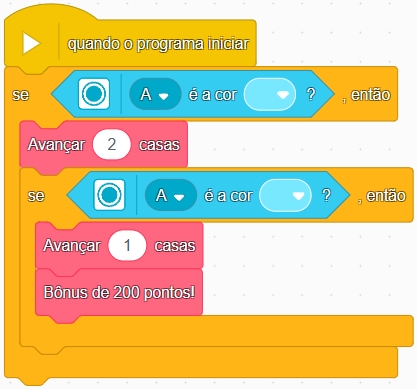 quando o programa iniciar
se A é a cor ? , então
Avançar 2 casas
se A é a cor ? , então
Avançar 1 casas
Bônus de 200 pontos!